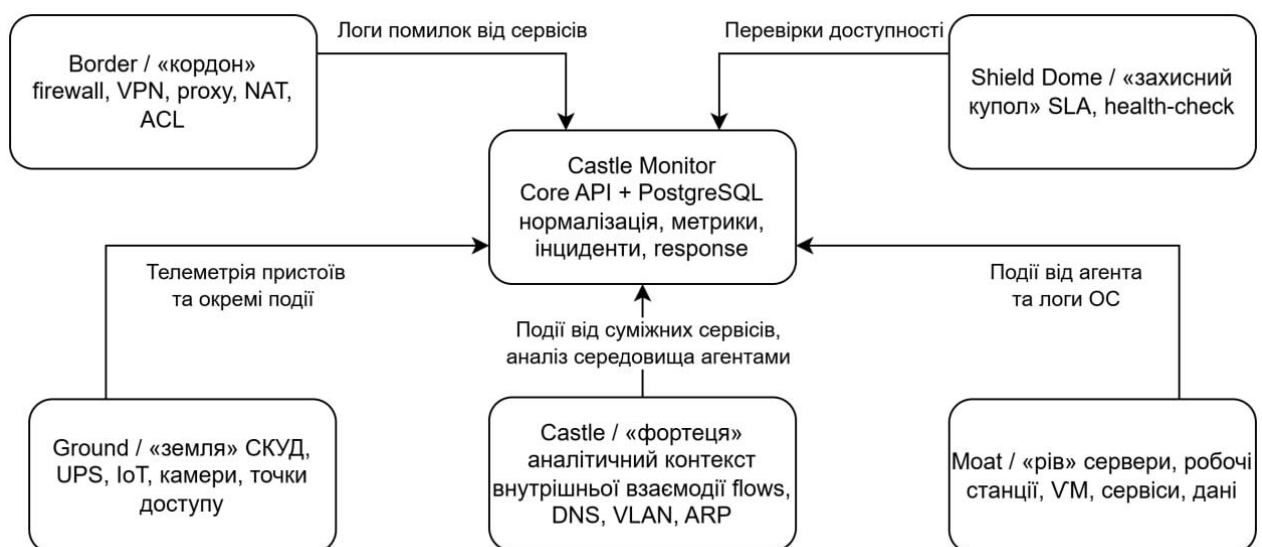 Логи помилок від сервісів
Перевірки доступності
Border / «кордон»
firewall, VPN, proxy, NAT,
ACL
Shield Dome / «захисний
купол» SLA, health-check
Castle Monitor
Core API + PostgreSQL
нормалізація, метрики,
інциденти, response
Телеметрія пристоїв
та окремі події
Події від агента
та логи ОС
Події від суміжних сервісів,
аналіз середовища агентами
Ground / «земля» СКУД,
UPS, IoT, камери, точки
доступу
Castle / «фортеця»
аналітичний контекст
внутрішньої взаємодії flows,
DNS, VLAN, ARP
Moat / «рів» сервери, робочі
станції, VM, сервіси, дані